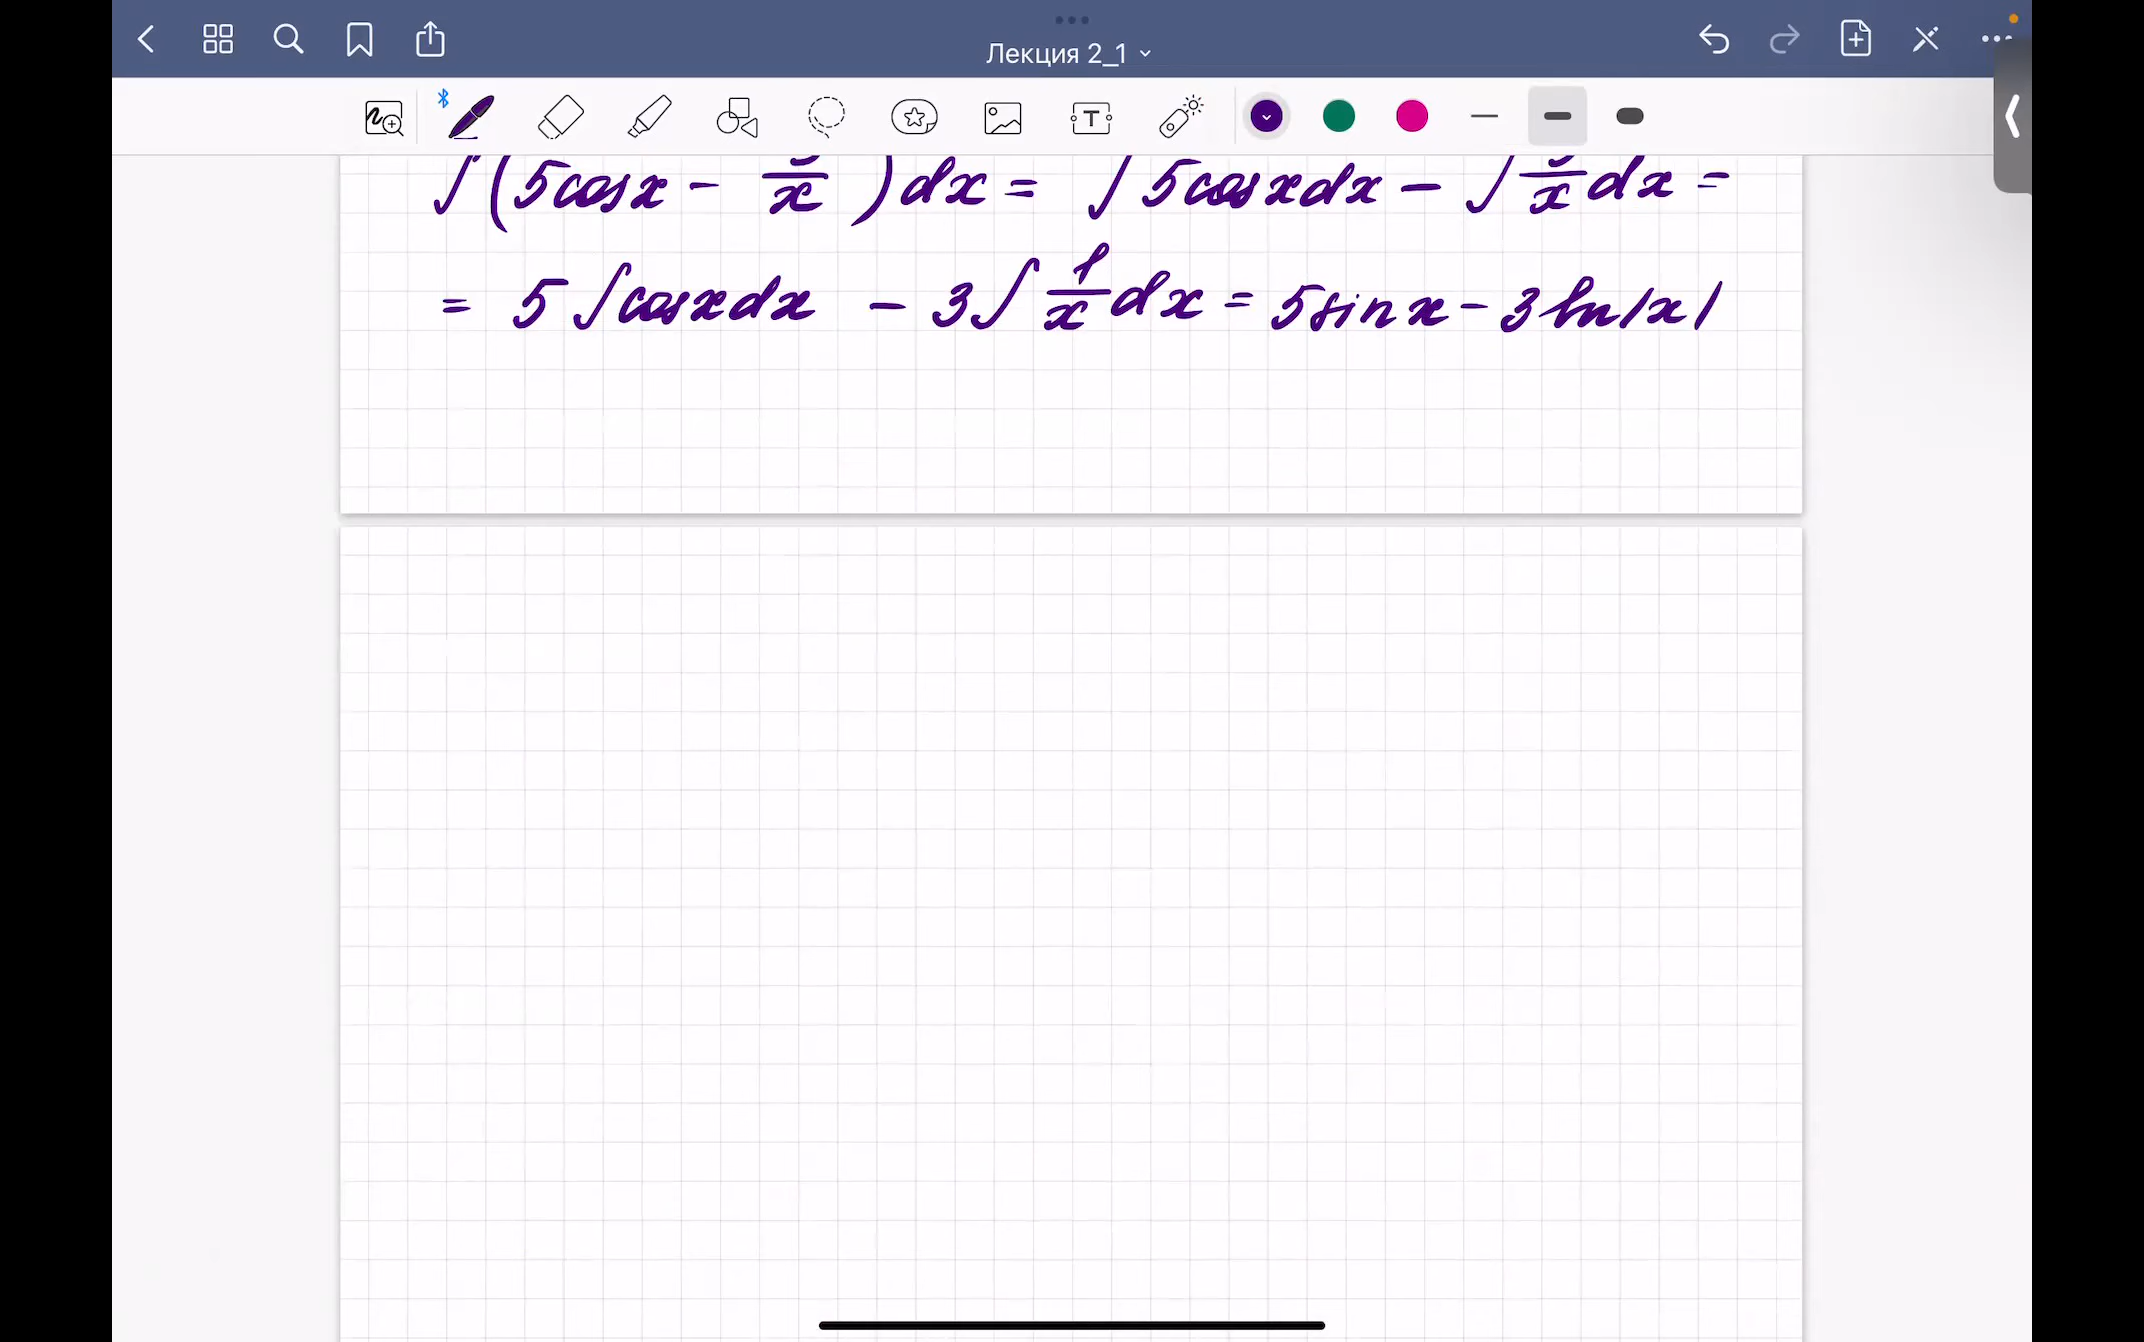 Лекция 2_1
∫(5cosx - 3/x)dx = ∫5cosxdx - ∫3/x dx =
= 5∫cosxdx - 3∫1/x dx = 5sinx - 3ln|x|